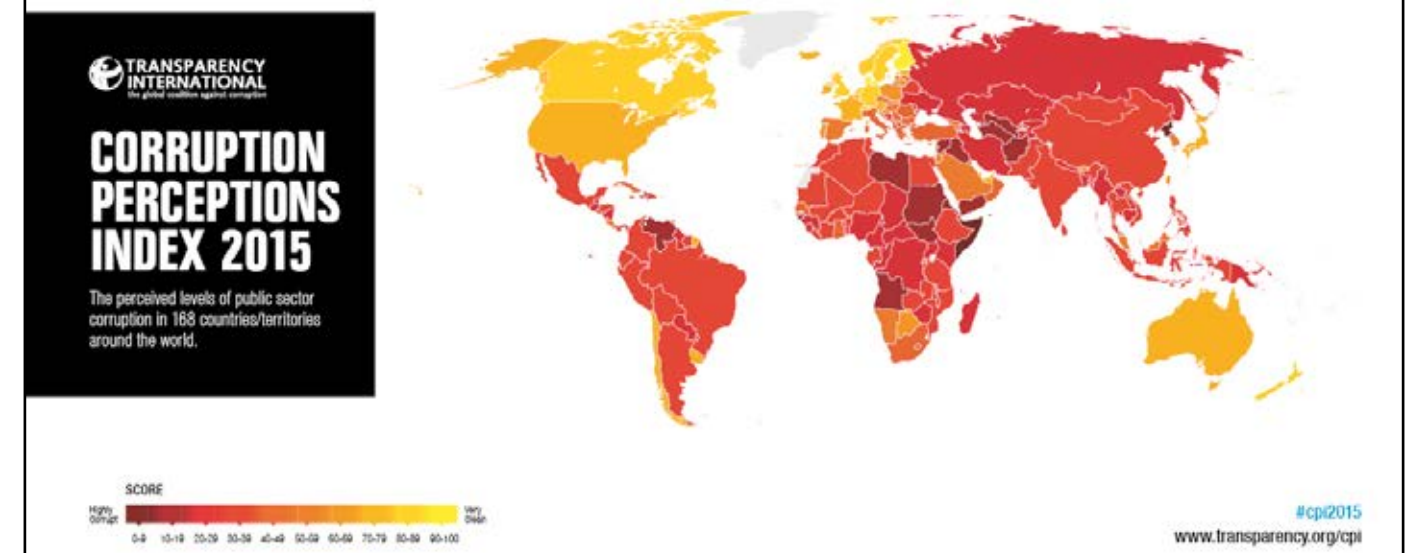 TRANSPARENCY
INTERNATIONAL
the global coalition against corruption
CORRUPTION
PERCEPTIONS
INDEX 2015
The perceived levels of public sector
corruption in 168 countries/territories
around the world.
SCORE
Highly
Corrupt
Very
Clean
0-9 10-19 20-29 30-39 40-49 50-59 60-69 70-79 80-89 90-100
#cpi2015
www.transparency.org/cpi